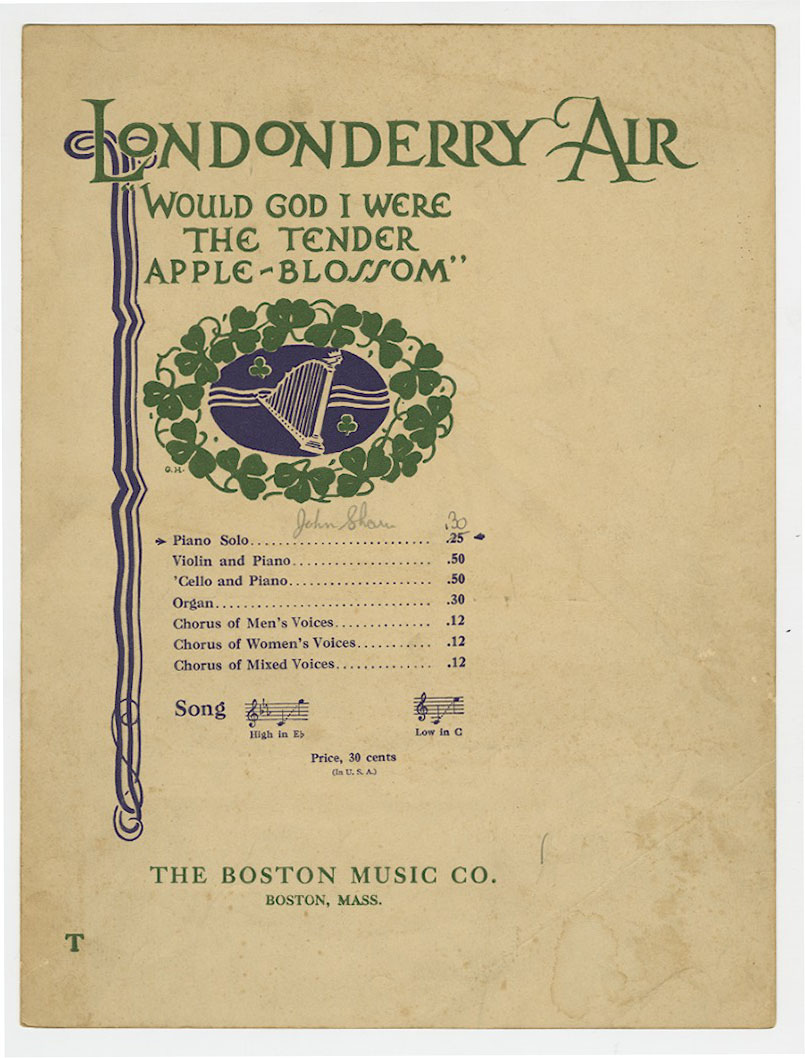 LONDONDERRY AIR
"WOULD GOD I WERE
THE TENDER
APPLE-BLOSSOM"
G.H.
John
.30
Piano Solo........................ .25
Violin and Piano.................... .50
'Cello and Piano.................... .50
Organ.............................. .30
Chorus of Men's Voices.............. .12
Chorus of Women's Voices........... .12
Chorus of Mixed Voices.............. .12
Song
High in E♭ Low in C
Price, 30 cents
(In U. S. A.)
THE BOSTON MUSIC CO.
BOSTON, MASS.
T